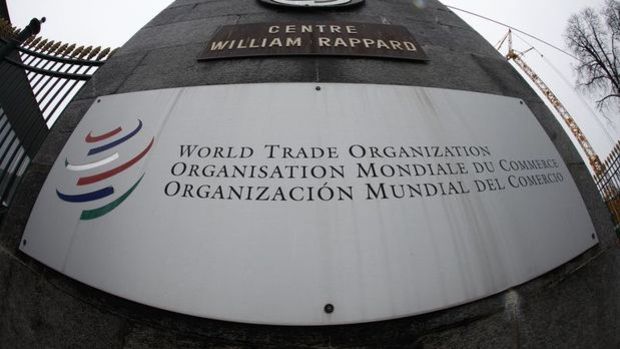 CENTRE
WILLIAM RAPPARD
WORLD TRADE ORGANIZATION
ORGANISATION MONDIALE DU COMMERCE
ORGANIZACIÓN MUNDIAL DEL COMERCIO